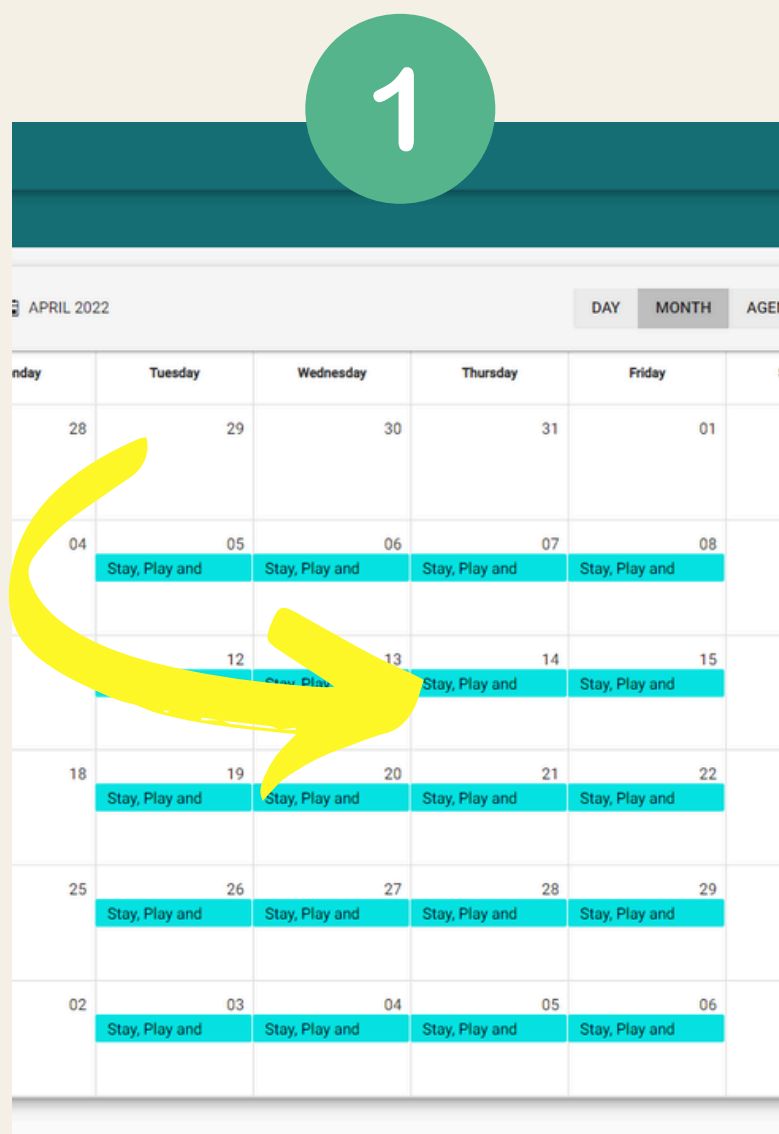 1
APRIL 2022
DAY MONTH AGEN
nday Tuesday Wednesday Thursday Friday
28 29 30 31 01
04 05 06 07 08
Stay, Play and Stay, Play and Stay, Play and Stay, Play and
12 13 14 15
Stay, Play Stay, Play and Stay, Play and
18 19 20 21 22
Stay, Play and Stay, Play and Stay, Play and Stay, Play and
25 26 27 28 29
Stay, Play and Stay, Play and Stay, Play and Stay, Play and
02 03 04 05 06
Stay, Play and Stay, Play and Stay, Play and Stay, Play and